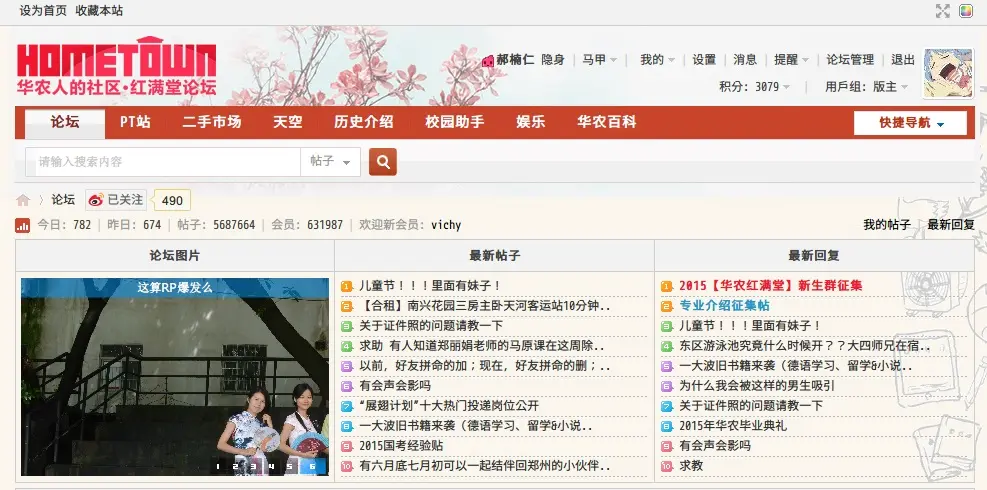 设为首页 收藏本站
HOMETOWN
华农人的社区·红满堂论坛
郝楠仁 隐身 | 马甲 | 我的 | 设置 | 消息 | 提醒 | 论坛管理 | 退出
积分: 3079 | 用戶组: 版主
论坛 PT站 二手市场 天空 历史介绍 校园助手 娱乐 华农百科 快捷导航
请输入搜索内容 帖子
论坛 已关注 490
今日: 782 | 昨日: 674 | 帖子: 5687664 | 会员: 631987 | 欢迎新会员: vichy 我的帖子 最新回复
论坛图片 最新帖子 最新回复
这算RP爆发么
1 2 3 4 5 6
1 儿童节！！！里面有妹子！
2 【合租】南兴花园三房主卧天河客运站10分钟..
3 关于证件照的问题请教一下
4 求助 有人知道郑丽娟老师的马原课在这周除..
5 以前，好友拼命的加；现在，好友拼命的删；..
6 有会声会影吗
7 “展翅计划”十大热门投递岗位公开
8 一大波旧书籍来袭（德语学习、留学&小说..
9 2015国考经验贴
10 有六月底七月初可以一起结伴回郑州的小伙伴..
1 2015【华农红满堂】新生群征集
2 专业介绍征集帖
3 儿童节！！！里面有妹子！
4 东区游泳池究竟什么时候开？？大四师兄在宿..
5 一大波旧书籍来袭（德语学习、留学&小说..
6 为什么我会被这样的男生吸引
7 关于证件照的问题请教一下
8 2015年华农毕业典礼
9 有会声会影吗
10 求教